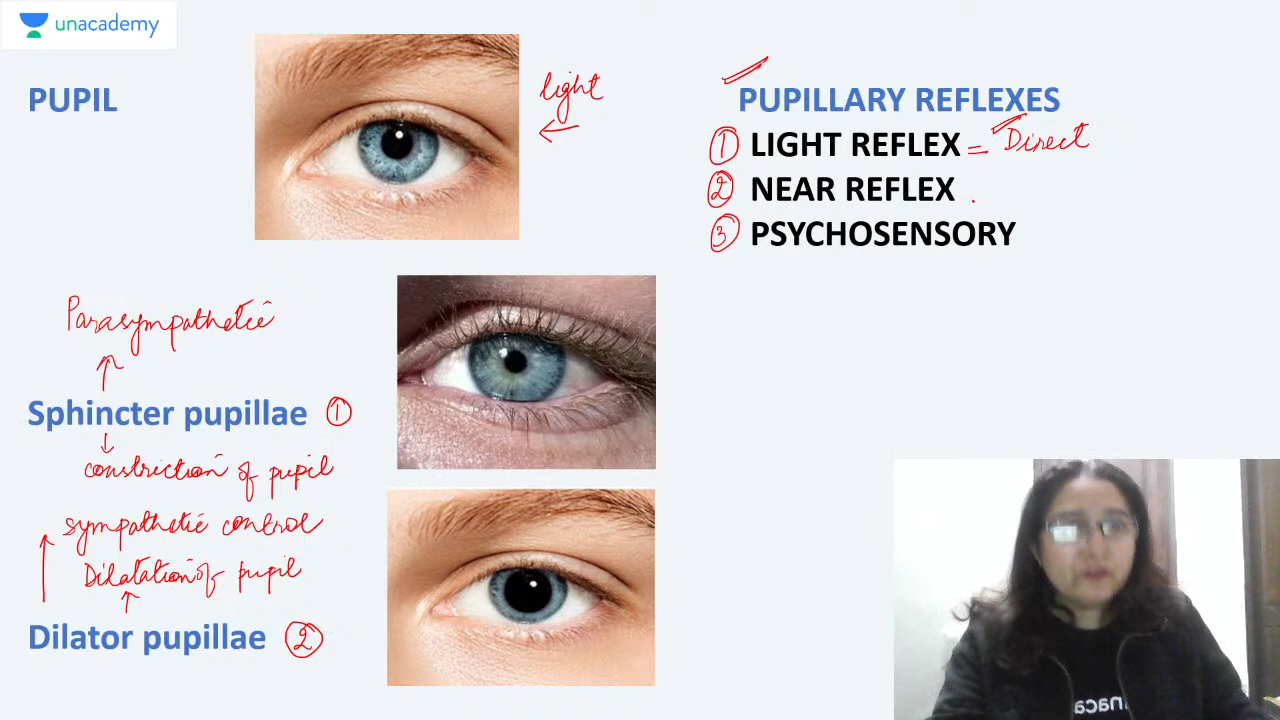 unacademy
PUPIL
light
Parasympathetic
Sphincter pupillae ①
constriction of pupil
sympathetic control
Dilatation of pupil
Dilator pupillae ②
PUPILLARY REFLEXES
① LIGHT REFLEX = Direct
② NEAR REFLEX
③ PSYCHOSENSORY